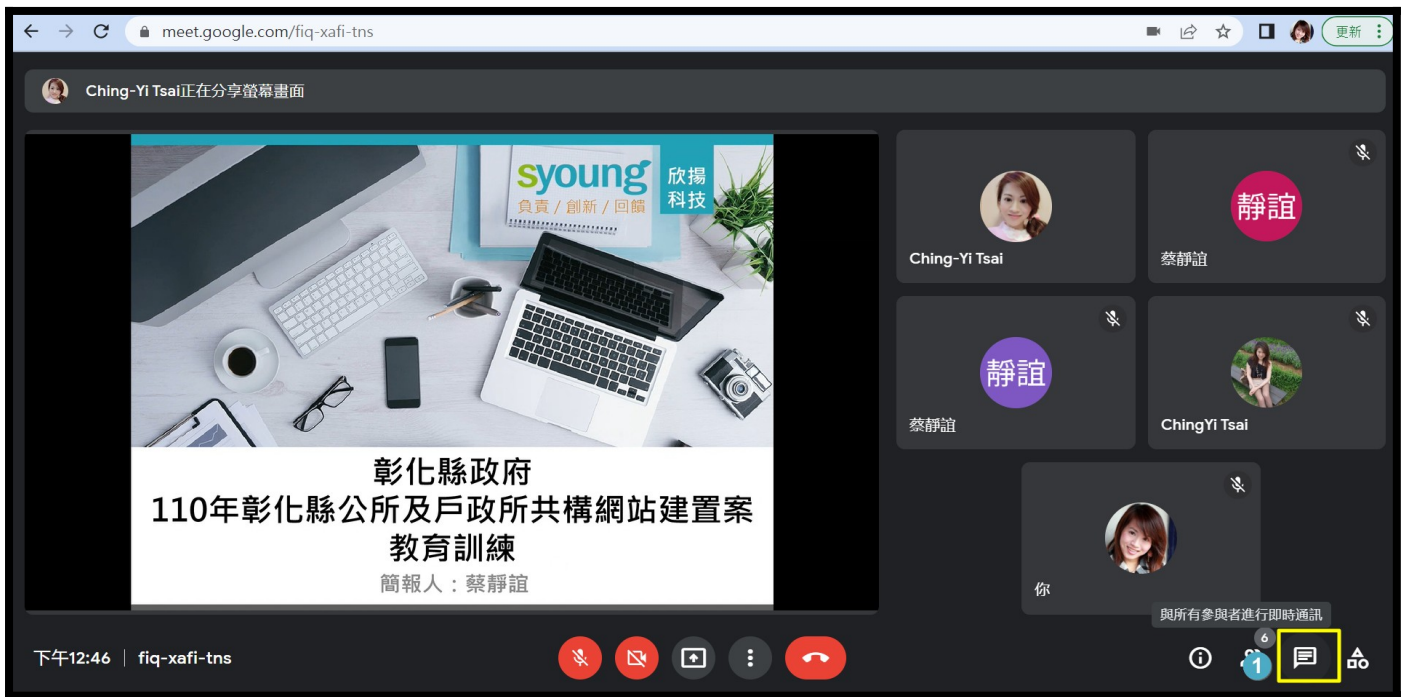 meet.google.com/fiq-xafi-tns
更新
Ching-Yi Tsai正在分享螢幕畫面
syoung
欣揚
科技
負責 / 創新 / 回饋
彰化縣政府
110年彰化縣公所及戶政所共構網站建置案
教育訓練
簡報人：蔡靜誼
Ching-Yi Tsai
靜誼
蔡靜誼
靜誼
蔡靜誼
ChingYi Tsai
你
與所有參與者進行即時通訊
下午12:46 | fiq-xafi-tns
6
1